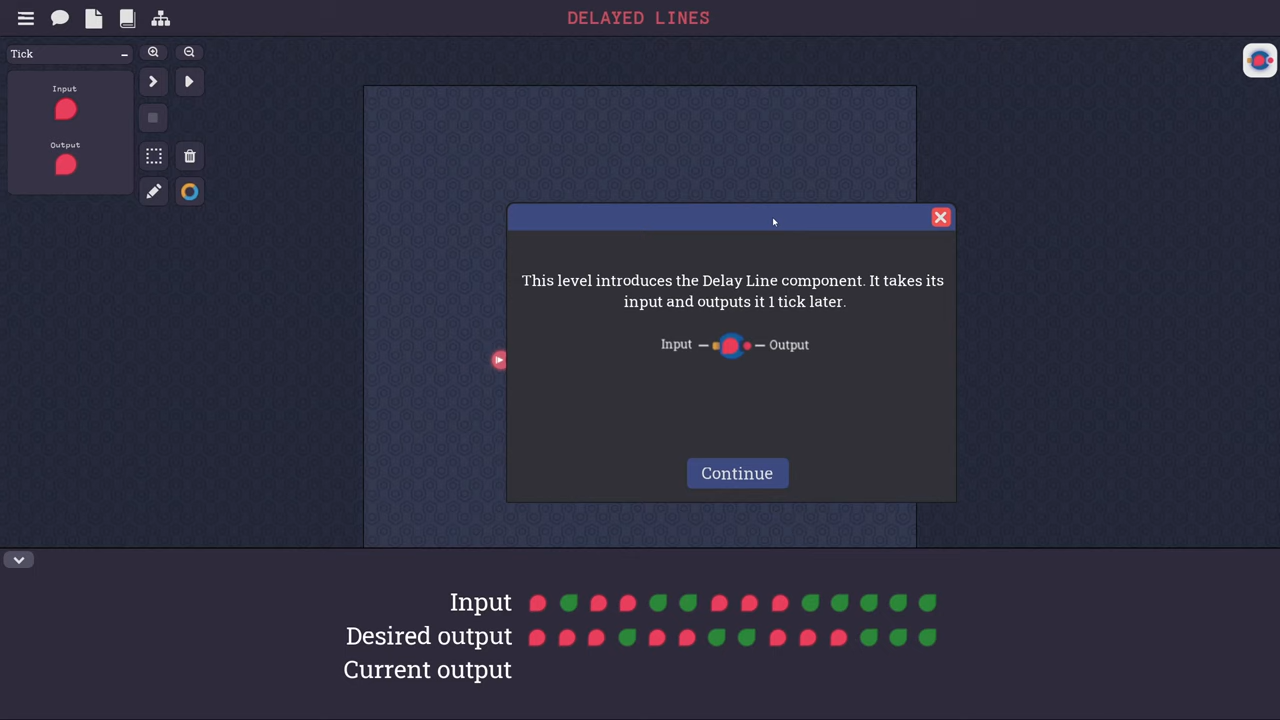 DELAYED LINES
Tick
Input
Output
This level introduces the Delay Line component. It takes its
input and outputs it 1 tick later.
Input
Output
Continue
Input
Desired output
Current output